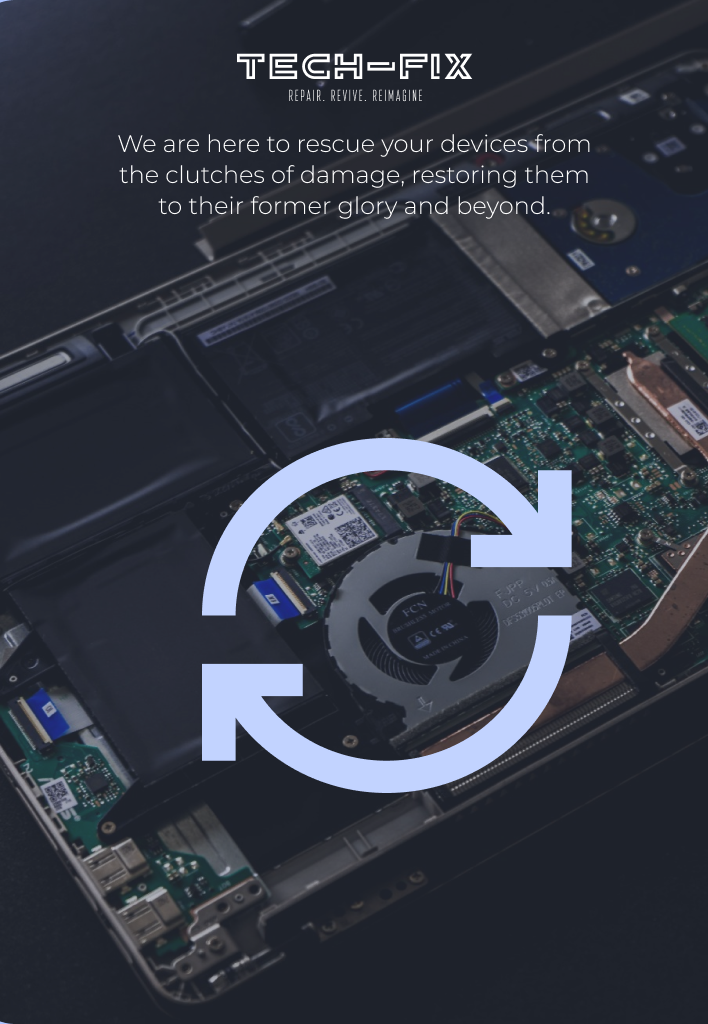 TECH-FIX
REPAIR. REVIVE. REIMAGINE
We are here to rescue your devices from
the clutches of damage, restoring them
to their former glory and beyond.
FCN